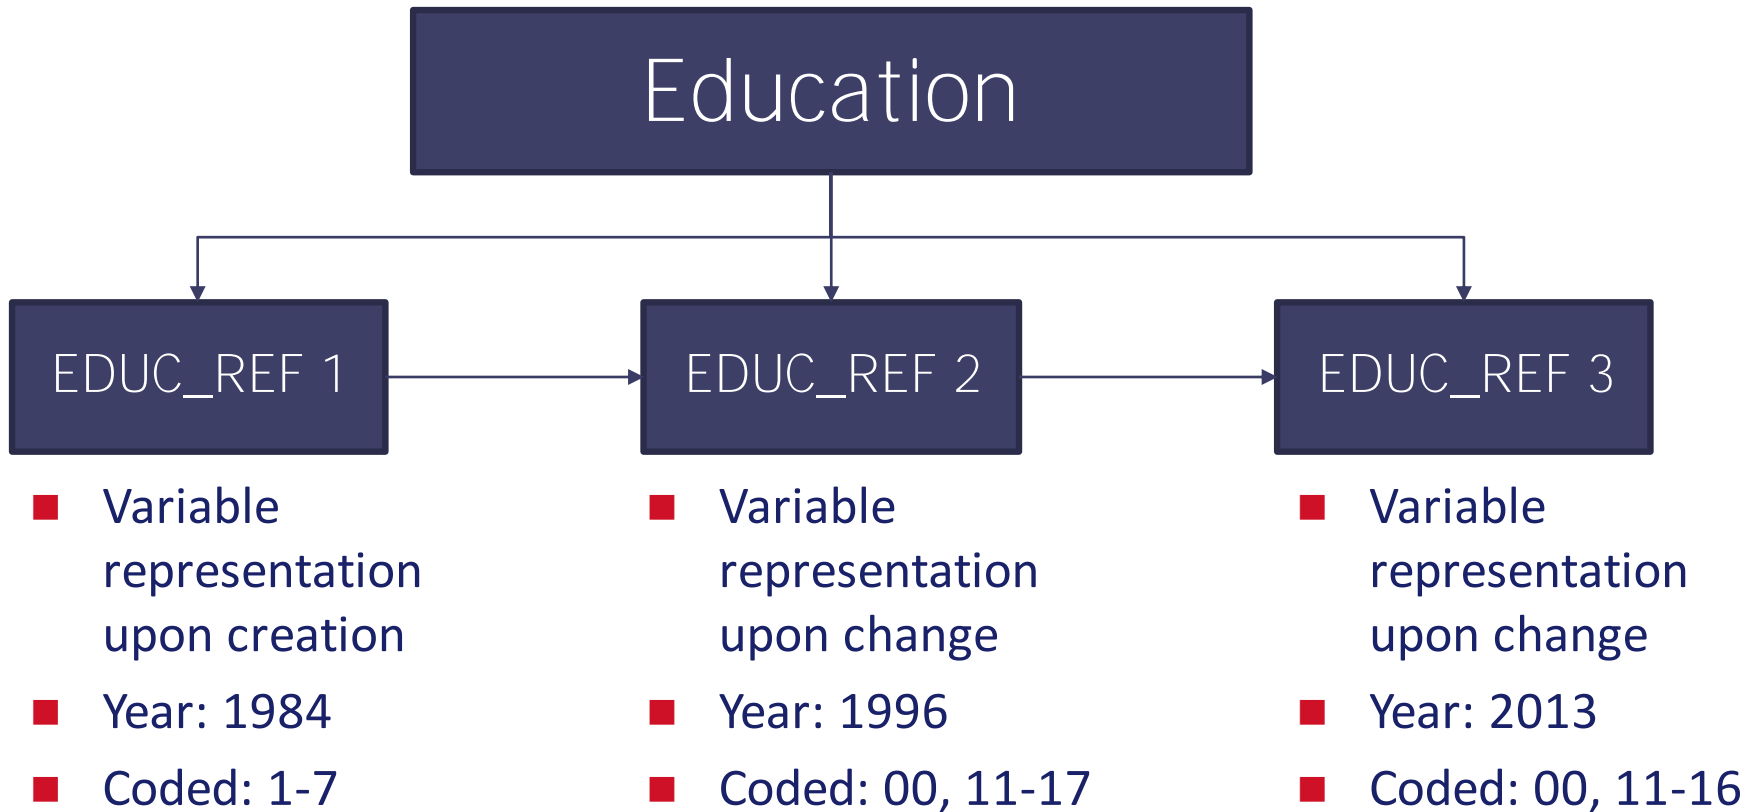 Education
EDUC_REF 1
EDUC_REF 2
EDUC_REF 3
Variable
representation
upon creation
Year: 1984
Coded: 1-7
Variable
representation
upon change
Year: 1996
Coded: 00, 11-17
Variable
representation
upon change
Year: 2013
Coded: 00, 11-16